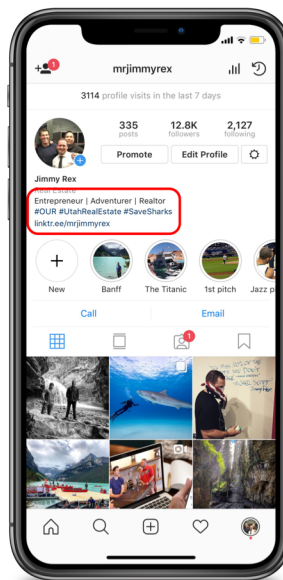 mrjimmyrex
3114 profile visits in the last 7 days
335 12.8K 2,127
posts followers following
Promote Edit Profile
Jimmy Rex
Real Estate
Entrepreneur | Adventurer | Realtor
#OUR #UtahRealEstate #SaveSharks
linktr.ee/mrjimmyrex
New Banff The Titanic 1st pitch Jazz p
Call Email
1
1